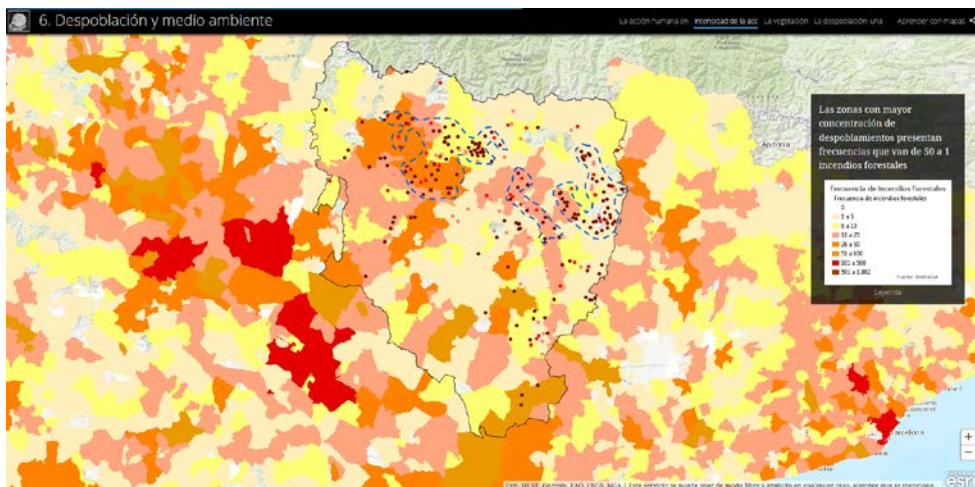 6. Despoblación y medio ambiente
La acción humana en intensidad de la acc La vegetación La despoblación: una Aprender con mapas
Las zonas con mayor
concentración de
despoblamientos presentan
frecuencias que van de 50 a 1
incendios forestales
Frecuencia de Incendios Forestales
Frecuencia de incendios forestales
0
1 a 5
6 a 10
11 a 25
26 a 50
51 a 100
101 a 500
501 a 1.082
Leyenda
Andorra
Barcelona
+
−
esri